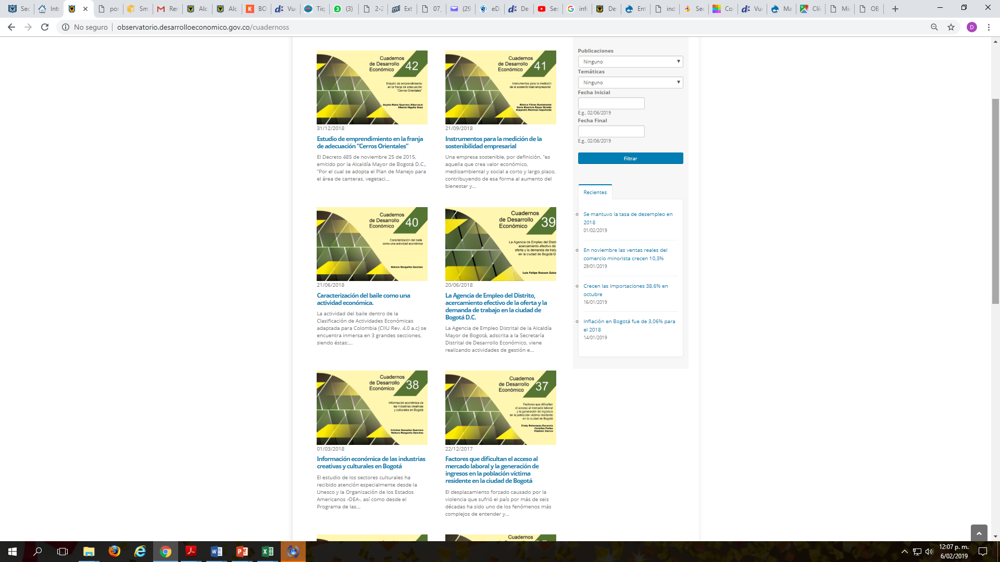 Sec
Intr
por
Sm
Rer
Alc
Alc
BO
Vue
Tiq
(3)
2-2
Ext
07_
(29
eD
De
Ses
info
De
Ent
ind
Sec
Co
Vue
Ma
Clír
Mic
OB
No seguro
observatorio.desarrolloeconomico.gov.co/cuadernoss
D
Cuadernos
de Desarrollo
Económico
42
Estudio de emprendimiento
en la franja de adecuación
"Cerros Orientales"
Angela María Guerrero Albarracín
Alberto Higuita Goez
31/12/2018
Estudio de emprendimiento en la franja
de adecuación “Cerros Orientales”
El Decreto 485 de noviembre 25 de 2015,
emitido por la Alcaldía Mayor de Bogotá D.C.,
“Por el cual se adopta el Plan de Manejo para
el área de canteras, vegetaci...
Cuadernos
de Desarrollo
Económico
41
Instrumentos para la medición
de la sostenibilidad empresarial
Mónica Flórez Bustamante
Darío Mauricio Reyes Giraldo
Alejandro Martínez Sepúlveda
21/09/2018
Instrumentos para la medición de la
sostenibilidad empresarial
Una empresa sostenible, por definición, “es
aquella que crea valor económico,
medioambiental y social a corto y largo plazo,
contribuyendo de esa forma al aumento del
bienestar y...
Cuadernos
de Desarrollo
Económico
40
Caracterización del baile
como una actividad económica
Nohora Margarita Sánchez
21/06/2018
Caracterización del baile como una
actividad económica.
La actividad del baile dentro de la
Clasificación de Actividades Económicas
adaptada para Colombia (CIIU Rev. 4.0 a.c) se
encuentra inmersa en 3 grandes secciones,
siendo éstas:...
Cuadernos
de Desarrollo
Económico
39
La Agencia de Empleo del Distri
acercamiento efectivo de
oferta y la demanda de trab
en la ciudad de Bogotá D
Luis Felipe Dussan Zulua
20/06/2018
La Agencia de Empleo del Distrito,
acercamiento efectivo de la oferta y la
demanda de trabajo en la ciudad de
Bogotá D.C.
La Agencia de Empleo Distrital de la Alcaldía
Mayor de Bogotá, adscrita a la Secretaría
Distrital de Desarrollo Económico, viene
realizando actividades de gestión e...
Cuadernos
de Desarrollo
Económico
38
Información económica de
las industrias creativas
y culturales en Bogotá
Cristian Gonzales Guerrero
Nohora Margarita Sánchez
01/03/2018
Información económica de las industrias
creativas y culturales en Bogotá
El estudio de los sectores culturales ha
recibido atención especialmente desde la
Unesco y la Organización de los Estados
Americanos -OEA-, así como desde el
Programa de las...
Cuadernos
de Desarrollo
Económico
37
Factores que dificultan
el acceso al mercado laboral
y la generación de ingresos
en la población víctima residente
en la ciudad de Bogotá
Cindy Bohorquez Escorcia
Carolina Farias
Vladimir García
22/12/2017
Factores que dificultan el acceso al
mercado laboral y la generación de
ingresos en la población víctima
residente en la ciudad de Bogotá
El desplazamiento forzado causado por la
violencia que sufrió el país por más de seis
décadas ha sido uno de los fenómenos más
complejos de entender y...
Cuadernos
Publicaciones
Ninguno
Temáticas
Ninguno
Fecha Inicial
E.g., 02/06/2019
Fecha Final
E.g., 02/06/2019
Filtrar
Recientes
Se mantuvo la tasa de desempleo en
2018
01/02/2019
En noviembre las ventas reales del
comercio minorista crecen 10,3%
29/01/2019
Crecen las importaciones 38,6% en
octubre
16/01/2019
Inflación en Bogotá fue de 3,06% para
el 2018
14/01/2019
12:07 p. m.
6/02/2019